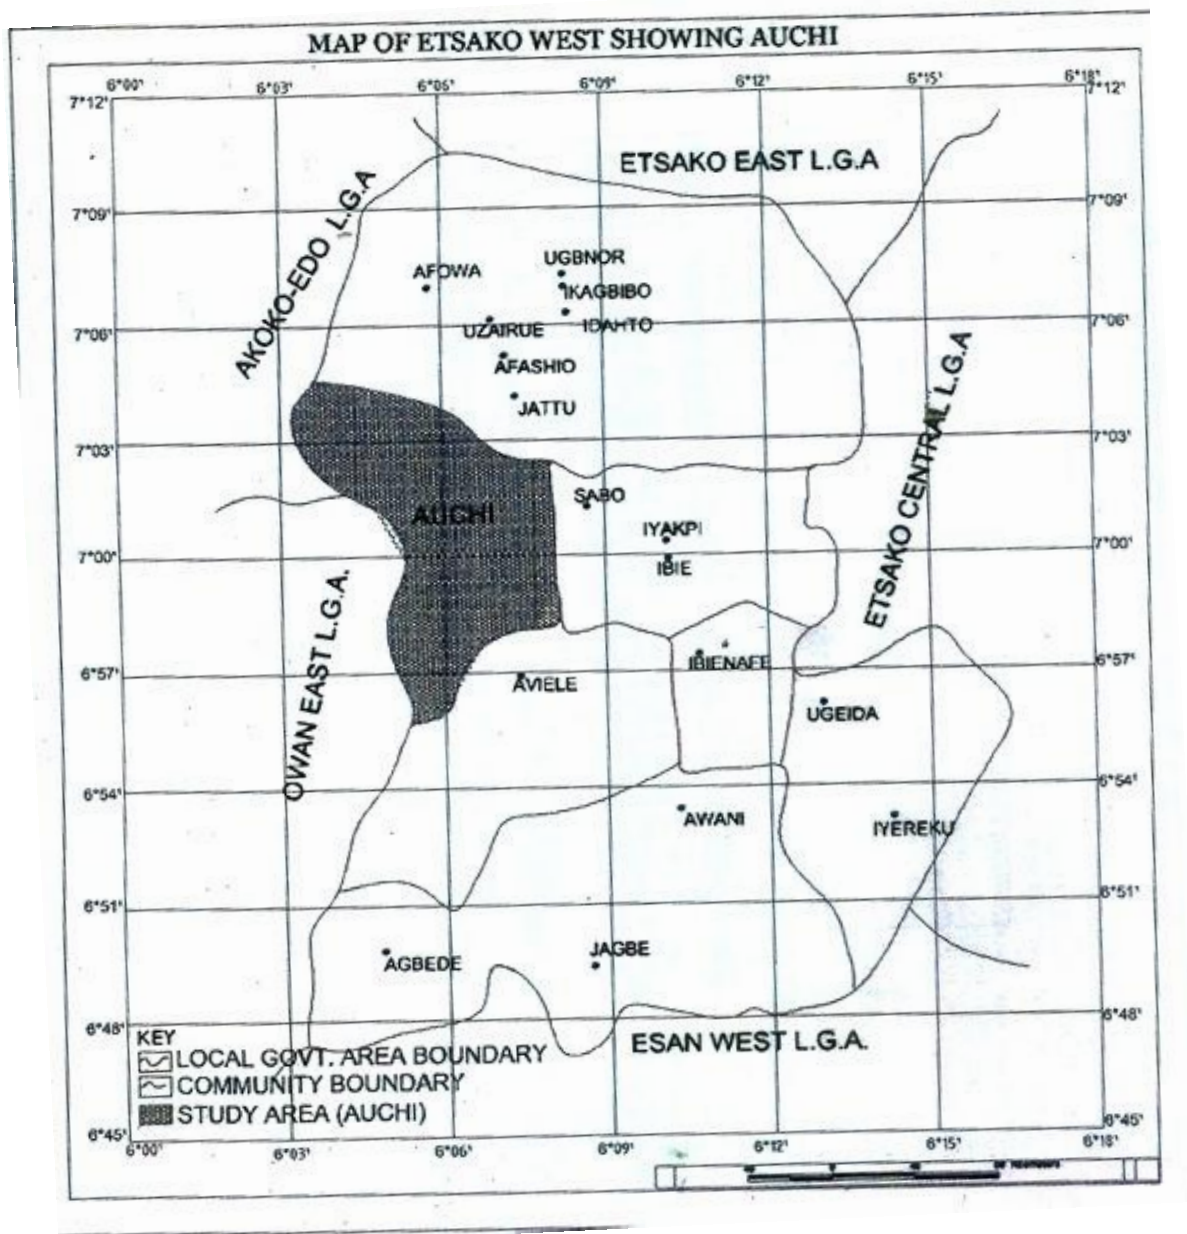 MAP OF ETSAKO WEST SHOWING AUCHI
6°00' 6°03' 6°06' 6°09' 6°12' 6°15' 6°18'
7°12' 7°12'
ETSAKO EAST L.G.A
AKOKO-EDO L.G.A
7°09' 7°09'
UGBNOR
AFOWA
IKAGBIBO
7°06' UZAIRUE IDAHTO 7°06'
AFASHIO
JATTU
ETSAKO CENTRAL L.G.A
7°03' 7°03'
SABO
AUCHI
IYAKPI
7°00' 7°00'
IBIE
OWAN EAST L.G.A.
IBIENAFE
6°57' 6°57'
AVIELE
UGEIDA
6°54' 6°54'
AWANI
IYEREKU
6°51' 6°51'
JAGBE
AGBEDE
6°48' 6°48'
KEY
ESAN WEST L.G.A.
LOCAL GOVT. AREA BOUNDARY
COMMUNITY BOUNDARY
STUDY AREA (AUCHI)
6°45' 6°45'
6°00' 6°03' 6°06' 6°09' 6°12' 6°15' 6°18'